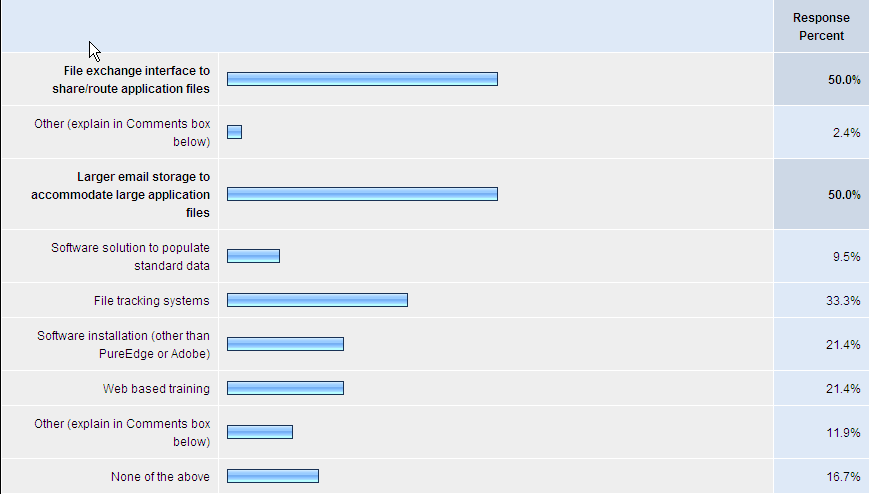 Response
Percent
File exchange interface to
share/route application files
50.0%
Other (explain in Comments box
below)
2.4%
Larger email storage to
accommodate large application
files
50.0%
Software solution to populate
standard data
9.5%
File tracking systems
33.3%
Software installation (other than
PureEdge or Adobe)
21.4%
Web based training
21.4%
Other (explain in Comments box
below)
11.9%
None of the above
16.7%